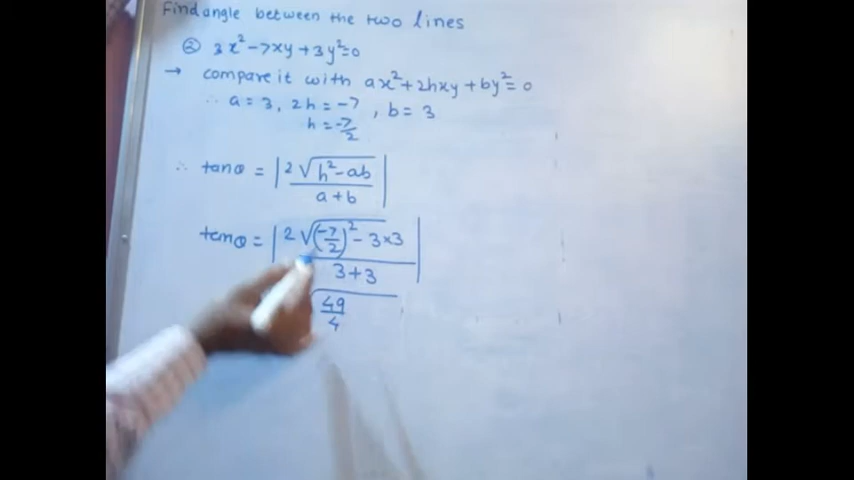 Find angle between the two lines
② 3x²-7xy+3y²=0
→ compare it with ax²+2hxy+by²=0
∴ a = 3, 2h = -7, b = 3
h = -7/2
∴ tanθ = |2√(h²-ab)/(a+b)|
tanθ = |2√((-7/2)²-3×3)/(3+3)|
√(49/4